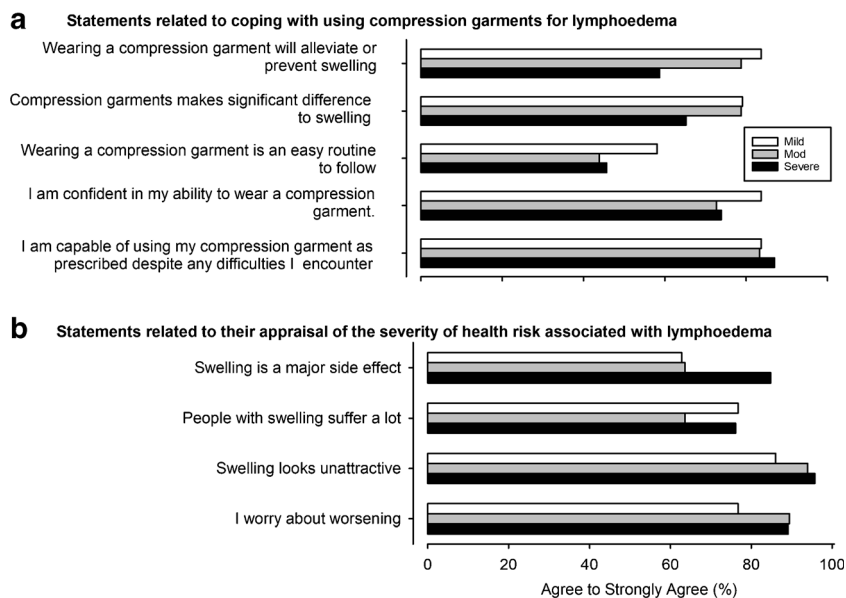 a Statements related to coping with using compression garments for lymphoedema
Wearing a compression garment will alleviate or
prevent swelling
Compression garments makes significant difference
to swelling
Wearing a compression garment is an easy routine
to follow
I am confident in my ability to wear a compression
garment.
I am capable of using my compression garment as
prescribed despite any difficulties I encounter
Mild
Mod
Severe
b Statements related to their appraisal of the severity of health risk associated with lymphoedema
Swelling is a major side effect
People with swelling suffer a lot
Swelling looks unattractive
I worry about worsening
0 20 40 60 80 100
Agree to Strongly Agree (%)